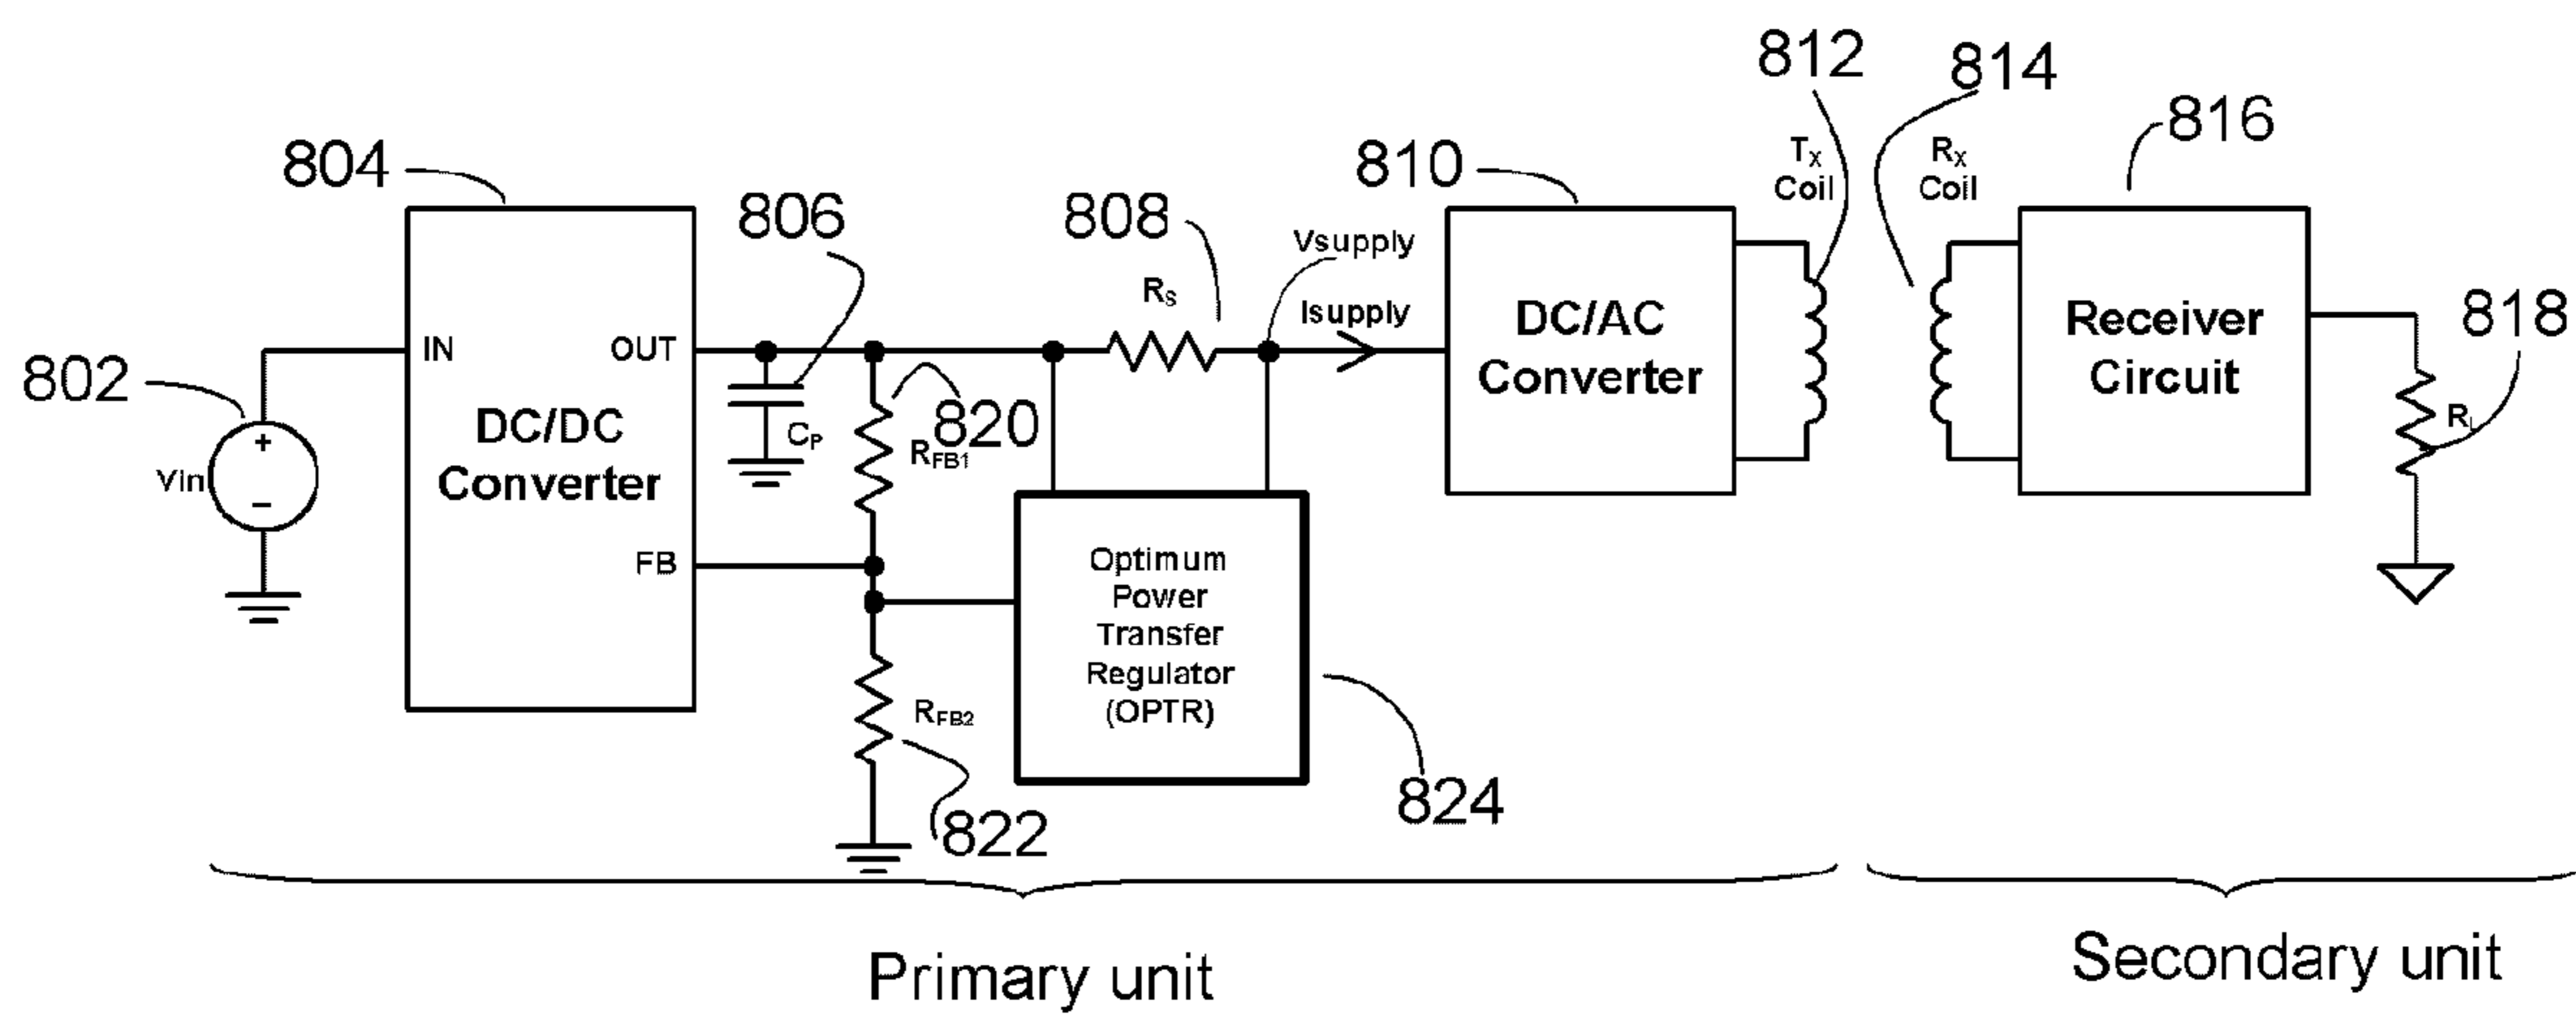 812
814
804
816
810
806
808
Tx
Coil
Rx
Coil
Vsupply
Rs
Isupply
818
802
IN
OUT
DC/AC
Converter
Receiver
Circuit
DC/DC
Converter
820
CP
RFB1
RL
+
Vin
−
FB
Optimum
Power
Transfer
Regulator
(OPTR)
RFB2
824
822
Primary unit
Secondary unit